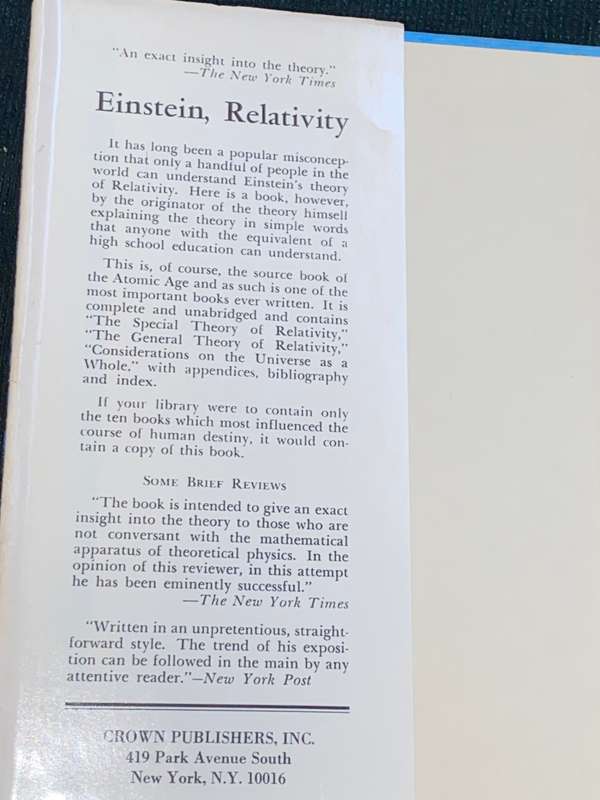 "An exact insight into the theory."
—The New York Times
Einstein, Relativity
It has long been a popular misconcep-
tion that only a handful of people in the
world can understand Einstein's theory
of Relativity. Here is a book, however,
by the originator of the theory himself
explaining the theory in simple words
that anyone with the equivalent of a
high school education can understand.
This is, of course, the source book of
the Atomic Age and as such is one of the
most important books ever written. It is
complete and unabridged and contains
"The Special Theory of Relativity,"
"The General Theory of Relativity,"
"Considerations on the Universe as a
Whole," with appendices, bibliography
and index.
If your library were to contain only
the ten books which most influenced the
course of human destiny, it would con-
tain a copy of this book.
SOME BRIEF REVIEWS
"The book is intended to give an exact
insight into the theory to those who are
not conversant with the mathematical
apparatus of theoretical physics. In the
opinion of this reviewer, in this attempt
he has been eminently successful."
—The New York Times
"Written in an unpretentious, straight-
forward style. The trend of his exposi-
tion can be followed in the main by any
attentive reader."—New York Post
CROWN PUBLISHERS, INC.
419 Park Avenue South
New York, N.Y. 10016